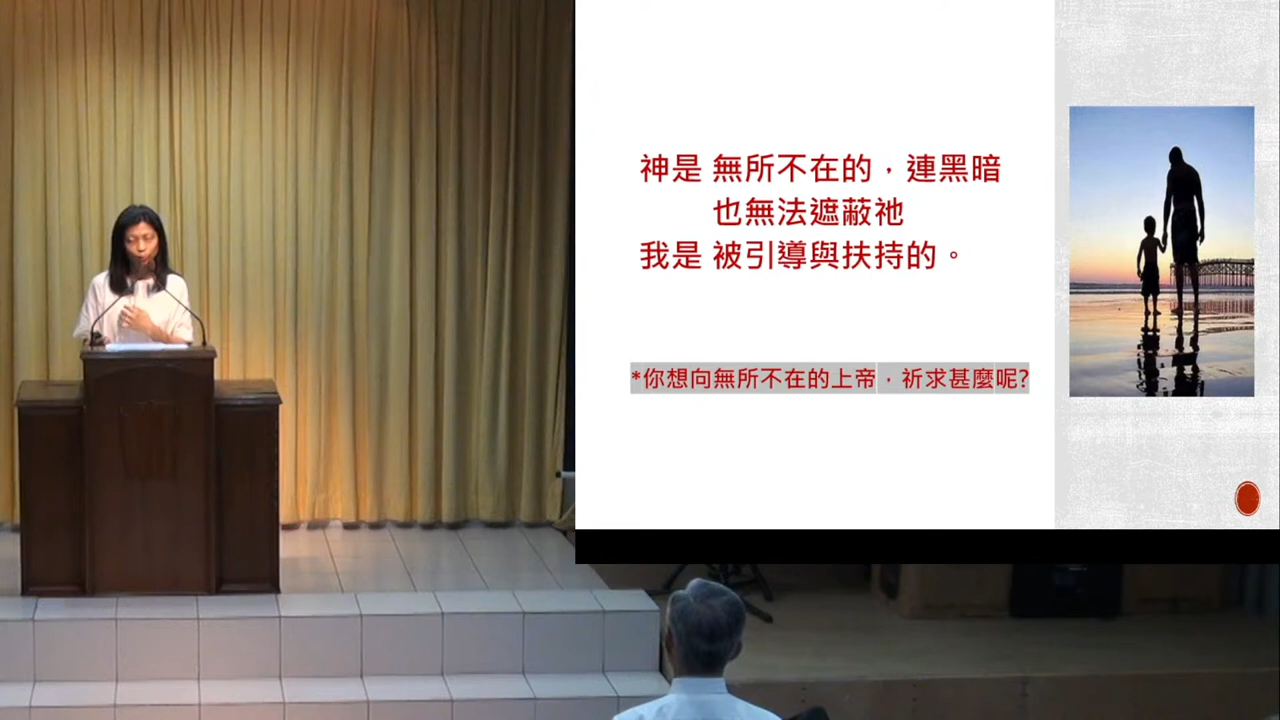 神是 無所不在的，連黑暗
也無法遮蔽祂
我是 被引導與扶持的。
*你想向無所不在的上帝，祈求甚麼呢?